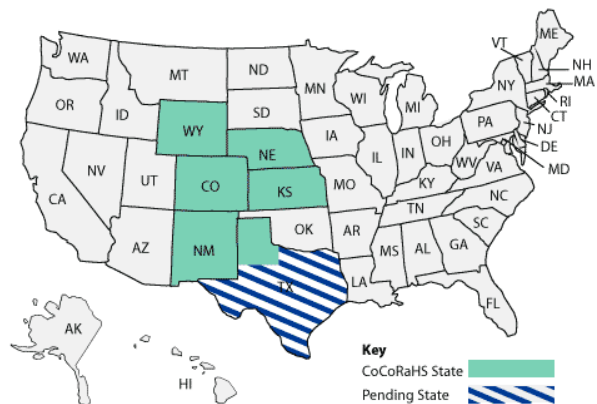 WA
MT
ND
MN
VT
ME
NH
MA
RI
CT
NJ
DE
MD
OR
ID
WY
SD
WI
MI
NY
PA
NV
UT
CO
NE
IA
IL
IN
OH
WV
VA
CA
AZ
NM
KS
MO
KY
NC
OK
AR
TN
SC
TX
LA
MS
AL
GA
FL
AK
HI
Key
CoCoRaHS State
Pending State